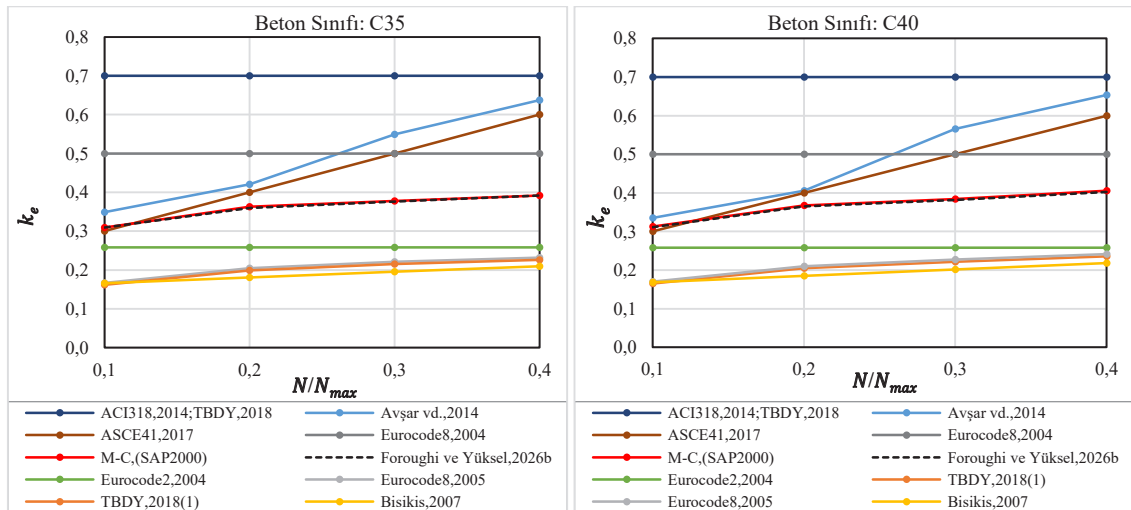 Beton Sınıfı: C35
0,8
0,7
0,6
0,5
0,4
0,3
0,2
0,1
0,0
k_e
0,1 0,2 0,3 0,4
N/N_max
ACI318,2014;TBDY,2018 Avşar vd.,2014
ASCE41,2017 Eurocode8,2004
M-C,(SAP2000) Foroughi ve Yüksel,2026b
Eurocode2,2004 Eurocode8,2005
TBDY,2018(1) Bisikis,2007
Beton Sınıfı: C40
0,8
0,7
0,6
0,5
0,4
0,3
0,2
0,1
0,0
k_e
0,1 0,2 0,3 0,4
N/N_max
ACI318,2014;TBDY,2018 Avşar vd.,2014
ASCE41,2017 Eurocode8,2004
M-C,(SAP2000) Foroughi ve Yüksel,2026b
Eurocode2,2004 TBDY,2018(1)
Eurocode8,2005 Bisikis,2007